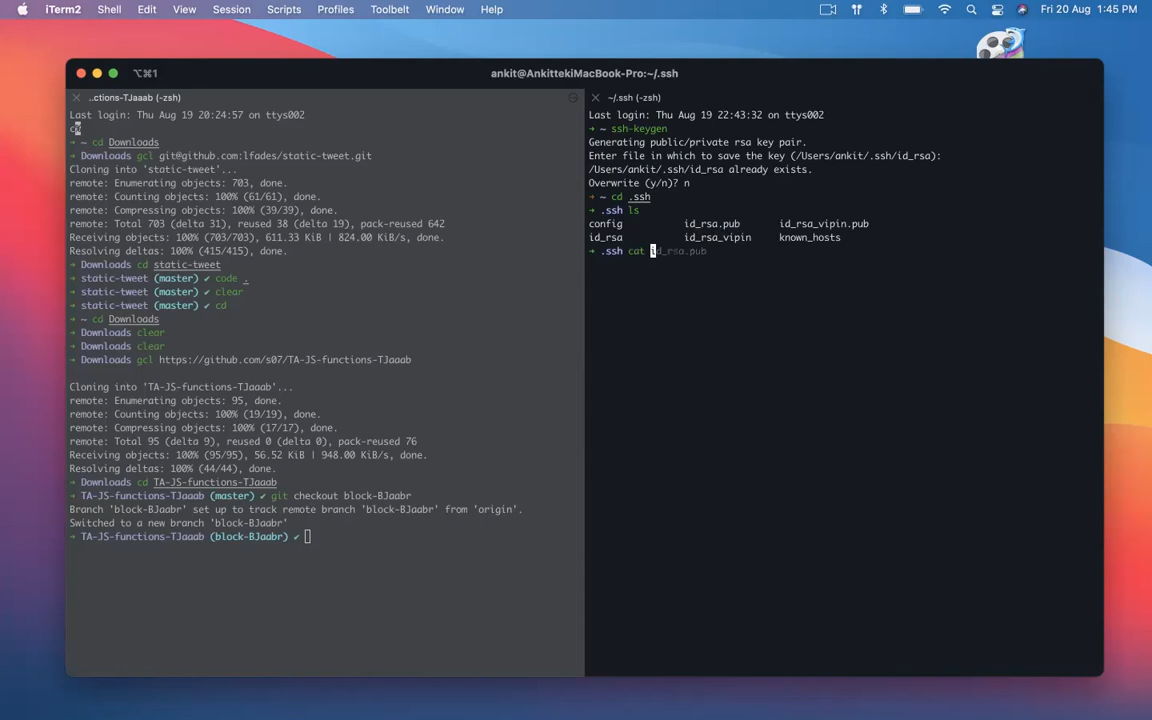 iTerm2 Shell Edit View Session Scripts Profiles Toolbelt Window Help Fri 20 Aug 1:45 PM
⌥⌘1 ankit@AnkittekiMacBook-Pro:~/.ssh
..ctions-TJaaab (-zsh)
Last login: Thu Aug 19 20:24:57 on ttys002
➜ ~ cd Downloads
➜ Downloads gcl git@github.com:lfades/static-tweet.git
Cloning into 'static-tweet'...
remote: Enumerating objects: 703, done.
remote: Counting objects: 100% (61/61), done.
remote: Compressing objects: 100% (39/39), done.
remote: Total 703 (delta 31), reused 38 (delta 19), pack-reused 642
Receiving objects: 100% (703/703), 611.33 KiB | 824.00 KiB/s, done.
Resolving deltas: 100% (415/415), done.
➜ Downloads cd static-tweet
➜ static-tweet (master) ✔ code .
➜ static-tweet (master) ✔ clear
➜ static-tweet (master) ✔ cd
➜ ~ cd Downloads
➜ Downloads clear
➜ Downloads clear
➜ Downloads gcl https://github.com/s07/TA-JS-functions-TJaaab
Cloning into 'TA-JS-functions-TJaaab'...
remote: Enumerating objects: 95, done.
remote: Counting objects: 100% (19/19), done.
remote: Compressing objects: 100% (17/17), done.
remote: Total 95 (delta 9), reused 0 (delta 0), pack-reused 76
Receiving objects: 100% (95/95), 56.52 KiB | 948.00 KiB/s, done.
Resolving deltas: 100% (44/44), done.
➜ Downloads cd TA-JS-functions-TJaaab
➜ TA-JS-functions-TJaaab (master) ✔ git checkout block-BJaabr
Branch 'block-BJaabr' set up to track remote branch 'block-BJaabr' from 'origin'.
Switched to a new branch 'block-BJaabr'
➜ TA-JS-functions-TJaaab (block-BJaabr) ✔
~/.ssh (-zsh)
Last login: Thu Aug 19 22:43:32 on ttys002
➜ ~ ssh-keygen
Generating public/private rsa key pair.
Enter file in which to save the key (/Users/ankit/.ssh/id_rsa):
/Users/ankit/.ssh/id_rsa already exists.
Overwrite (y/n)? n
➜ ~ cd .ssh
➜ .ssh ls
config id_rsa.pub id_rsa_vipin.pub
id_rsa id_rsa_vipin known_hosts
➜ .ssh cat id_rsa.pub